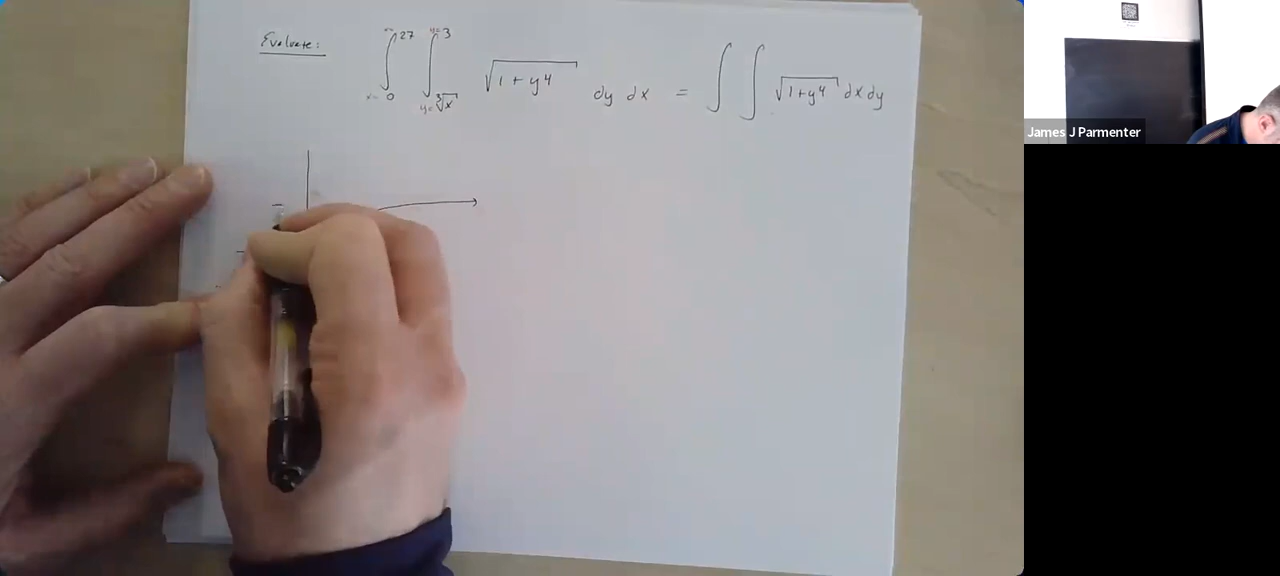 Evaluate:
∫_{x=0}^{x=27} ∫_{y=∛x}^{y=3} √(1+y⁴) dy dx = ∫ ∫ √(1+y⁴) dx dy
James J Parmenter